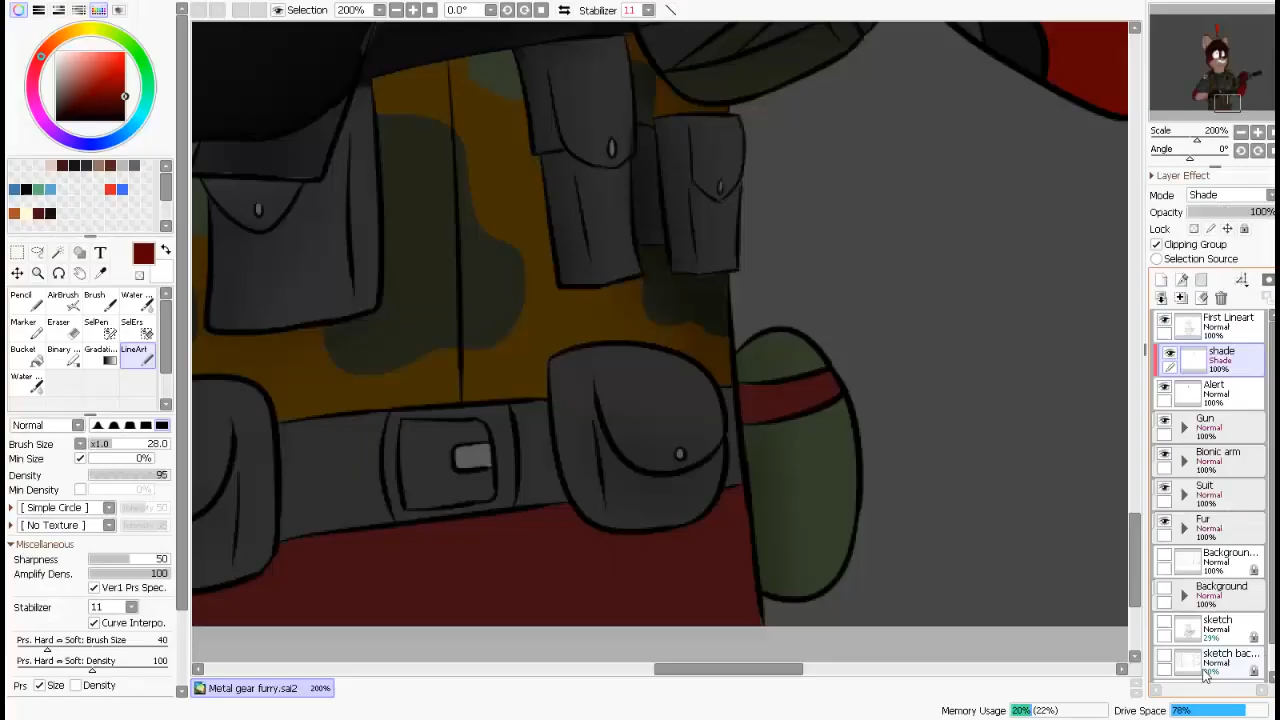 Selection 200% 0.0° Stabilizer 11
Scale 200%
Angle 0°
Layer Effect
Mode Shade
Opacity 100%
Lock
Clipping Group
Selection Source
T
Pencil AirBrush Brush Water ...
Marker Eraser SelPen SelErs
Bucket Binary ... Gradati... LineArt
Water ...
Normal
Brush Size x1.0 28.0
Min Size 0%
Density 95
Min Density 0%
[ Simple Circle ] Intensity 50
[ No Texture ] Intensity 95
Miscellaneous
Sharpness 50
Amplify Dens. 100
Ver1 Prs Spec.
Stabilizer 11
Curve Interpo.
Prs. Hard ⇔ Soft: Brush Size 40
Prs. Hard ⇔ Soft: Density 100
Prs Size Density
First Lineart
Normal
100%
shade
Shade
100%
Alert
Normal
100%
Gun
Normal
100%
Bionic arm
Normal
100%
Suit
Normal
100%
Fur
Normal
100%
Backgroun...
Normal
100%
Background
Normal
100%
sketch
Normal
29%
sketch bac...
Normal
Metal gear furry.sai2 200%
Memory Usage 20% (22%) Drive Space 78%